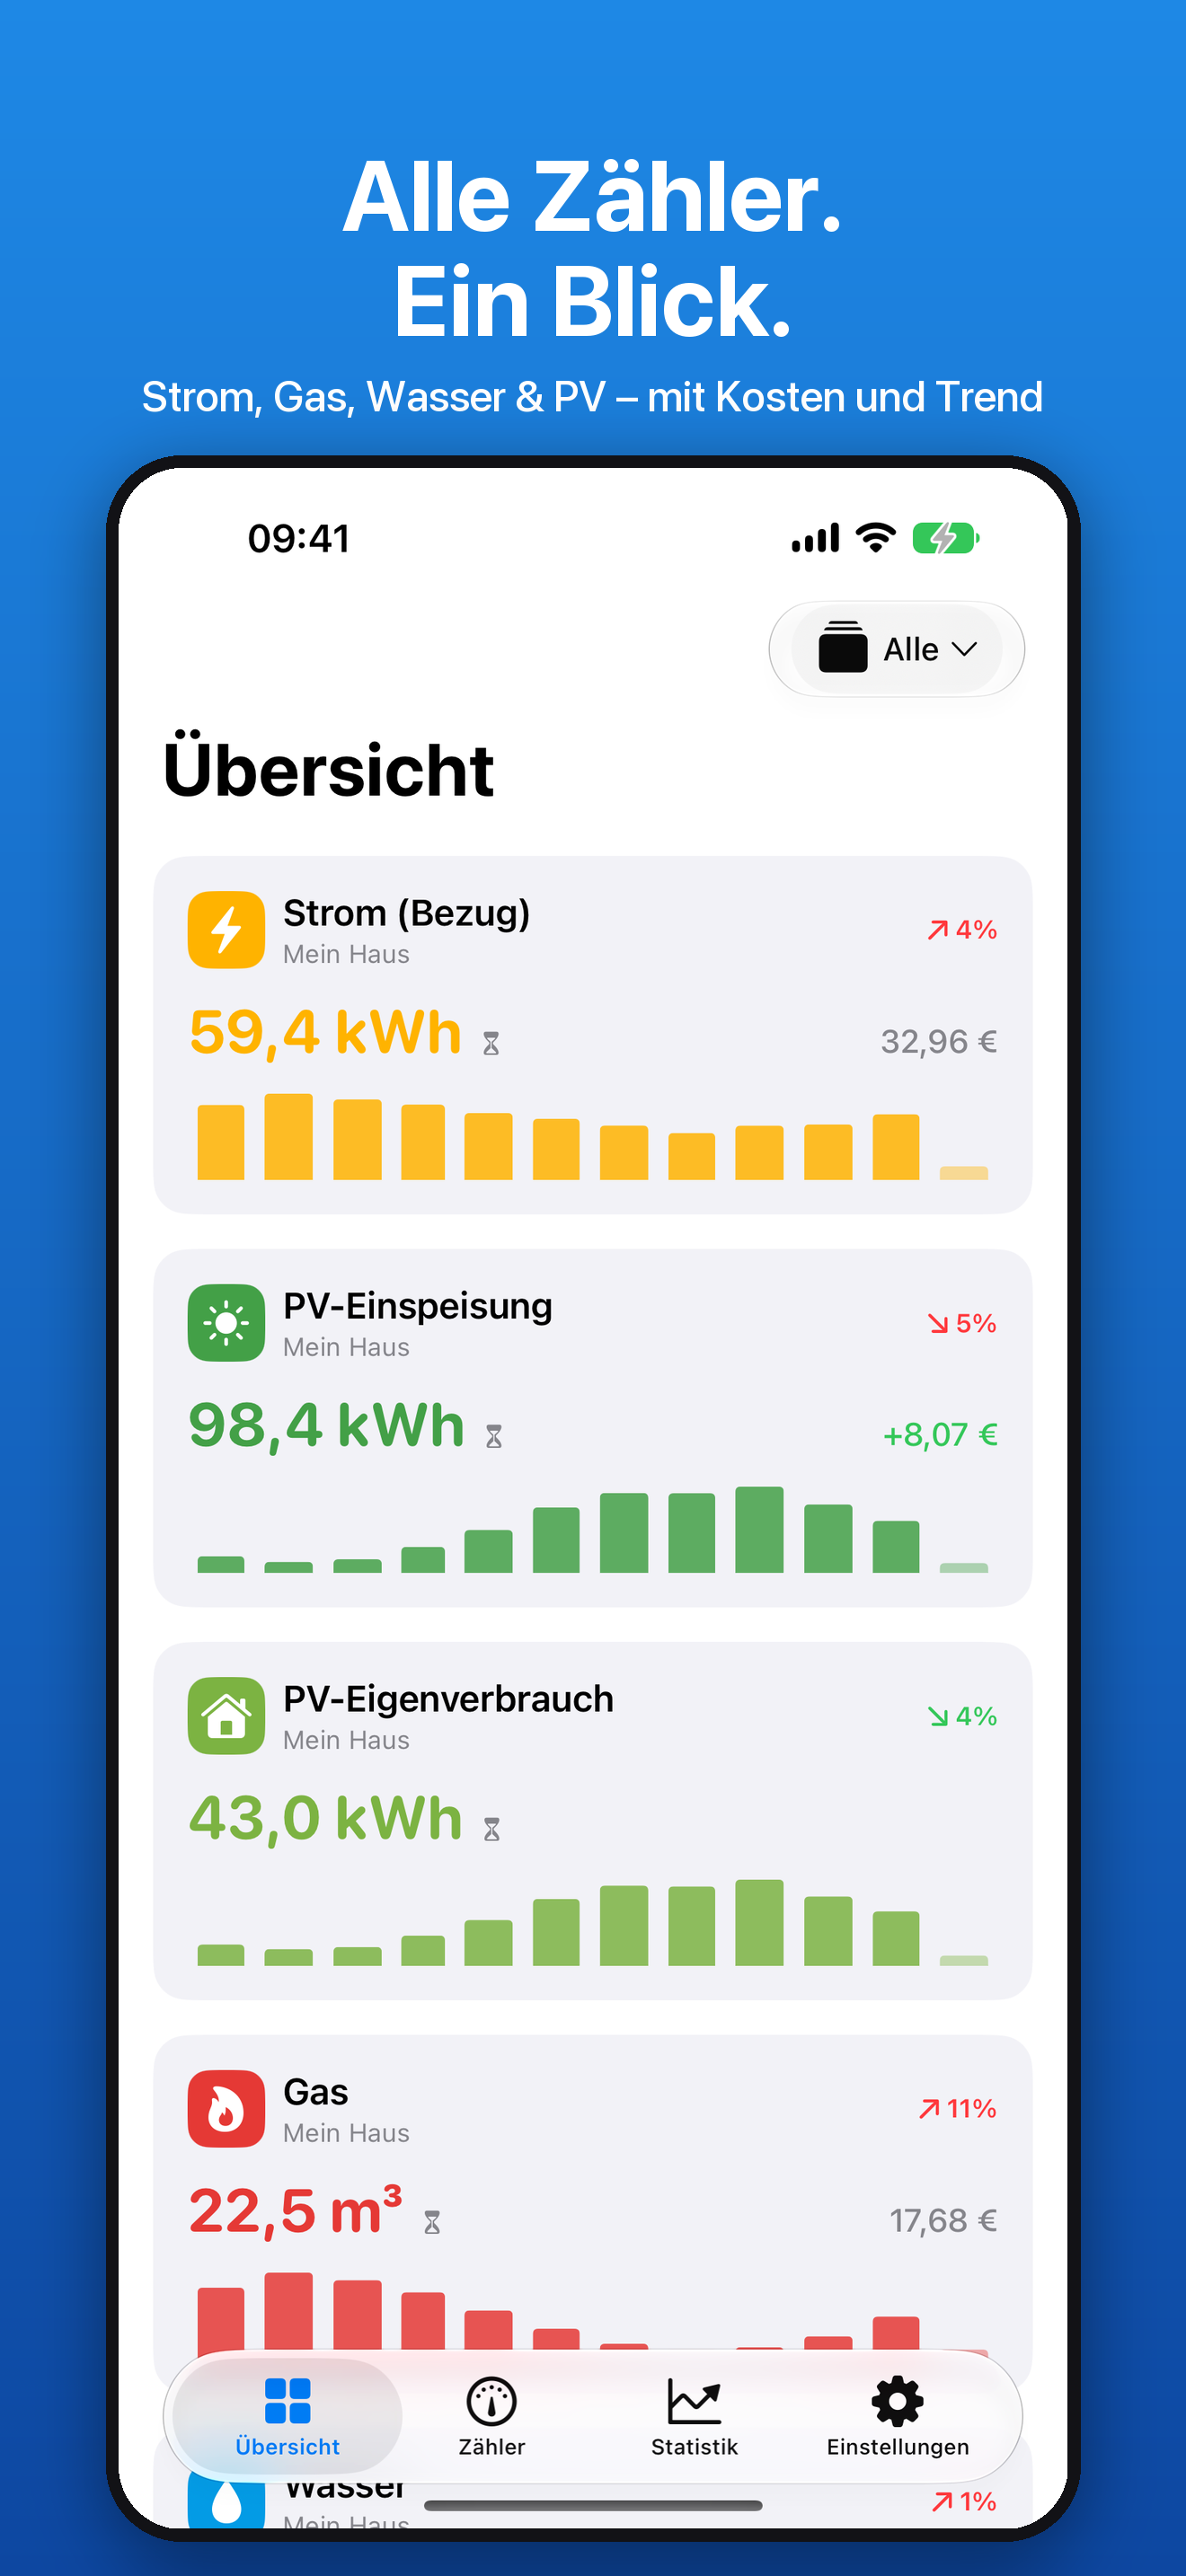 Alle Zähler.
Ein Blick.
Strom, Gas, Wasser & PV – mit Kosten und Trend
09:41
Alle
Übersicht
Strom (Bezug)
Mein Haus
4%
59,4 kWh
32,96 €
PV-Einspeisung
Mein Haus
5%
98,4 kWh
+8,07 €
PV-Eigenverbrauch
Mein Haus
4%
43,0 kWh
Gas
Mein Haus
11%
22,5 m³
17,68 €
Übersicht
Zähler
Statistik
Einstellungen
Wasser
Mein Haus
1%